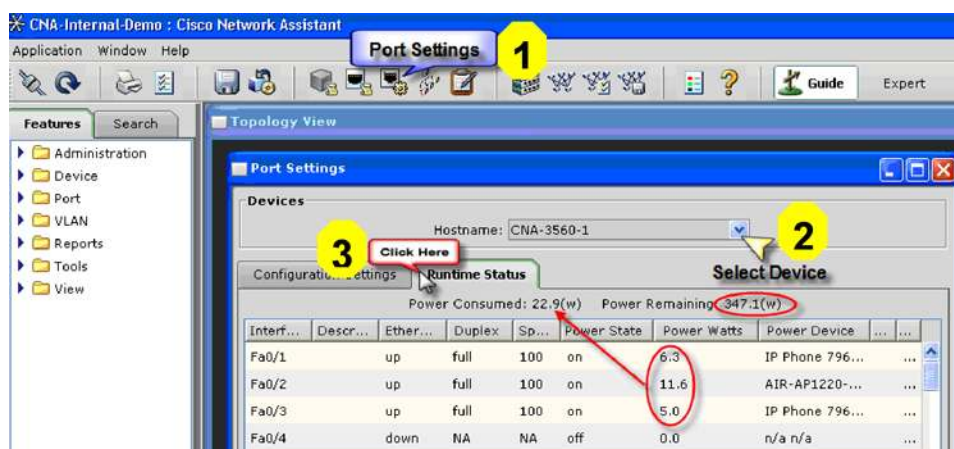 CNA-Internal-Demo : Cisco Network Assistant
Application Window Help
Port Settings
1
Guide
Expert
Features Search
Topology View
Administration
Device
Port
VLAN
Reports
Tools
View
Port Settings
Devices
Hostname: CNA-3560-1
2
Select Device
3
Click Here
Configuration Settings Runtime Status
Power Consumed: 22.9(w) Power Remaining: 347.1(w)
Interf... Descr... Ether... Duplex Sp... Power State Power Watts Power Device ... ...
Fa0/1 up full 100 on 6.3 IP Phone 796... ...
Fa0/2 up full 100 on 11.6 AIR-AP1220-... ...
Fa0/3 up full 100 on 5.0 IP Phone 796... ...
Fa0/4 down NA NA off 0.0 n/a n/a ...